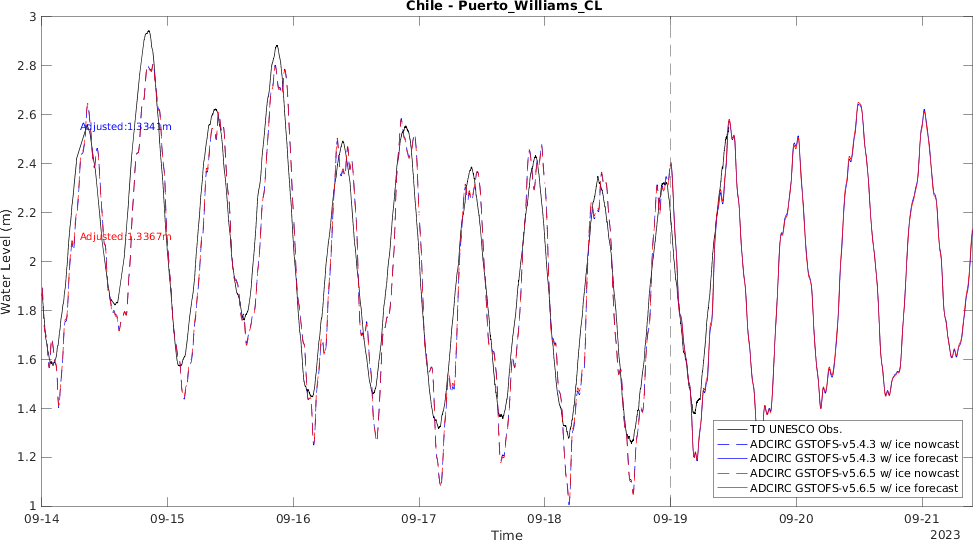 Chile - Puerto_Williams_CL
3
2.8
2.6
2.4
2.2
2
1.8
1.6
1.4
1.2
1
Water Level (m)
Adjusted:1.3341m
Adjusted:1.3367m
TD UNESCO Obs.
ADCIRC GSTOFS-v5.4.3 w/ ice nowcast
ADCIRC GSTOFS-v5.4.3 w/ ice forecast
ADCIRC GSTOFS-v5.6.5 w/ ice nowcast
ADCIRC GSTOFS-v5.6.5 w/ ice forecast
09-14 09-15 09-16 09-17 09-18 09-19 09-20 09-21
Time
2023